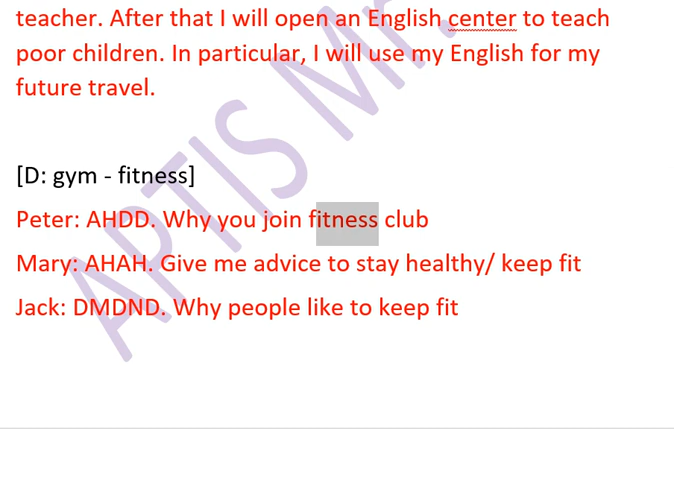 teacher. After that I will open an English center to teach
poor children. In particular, I will use my English for my
future travel.
[D: gym - fitness]
Peter: AHDD. Why you join fitness club
Mary: AHAH. Give me advice to stay healthy/ keep fit
Jack: DMDND. Why people like to keep fit
APTIS Mr.